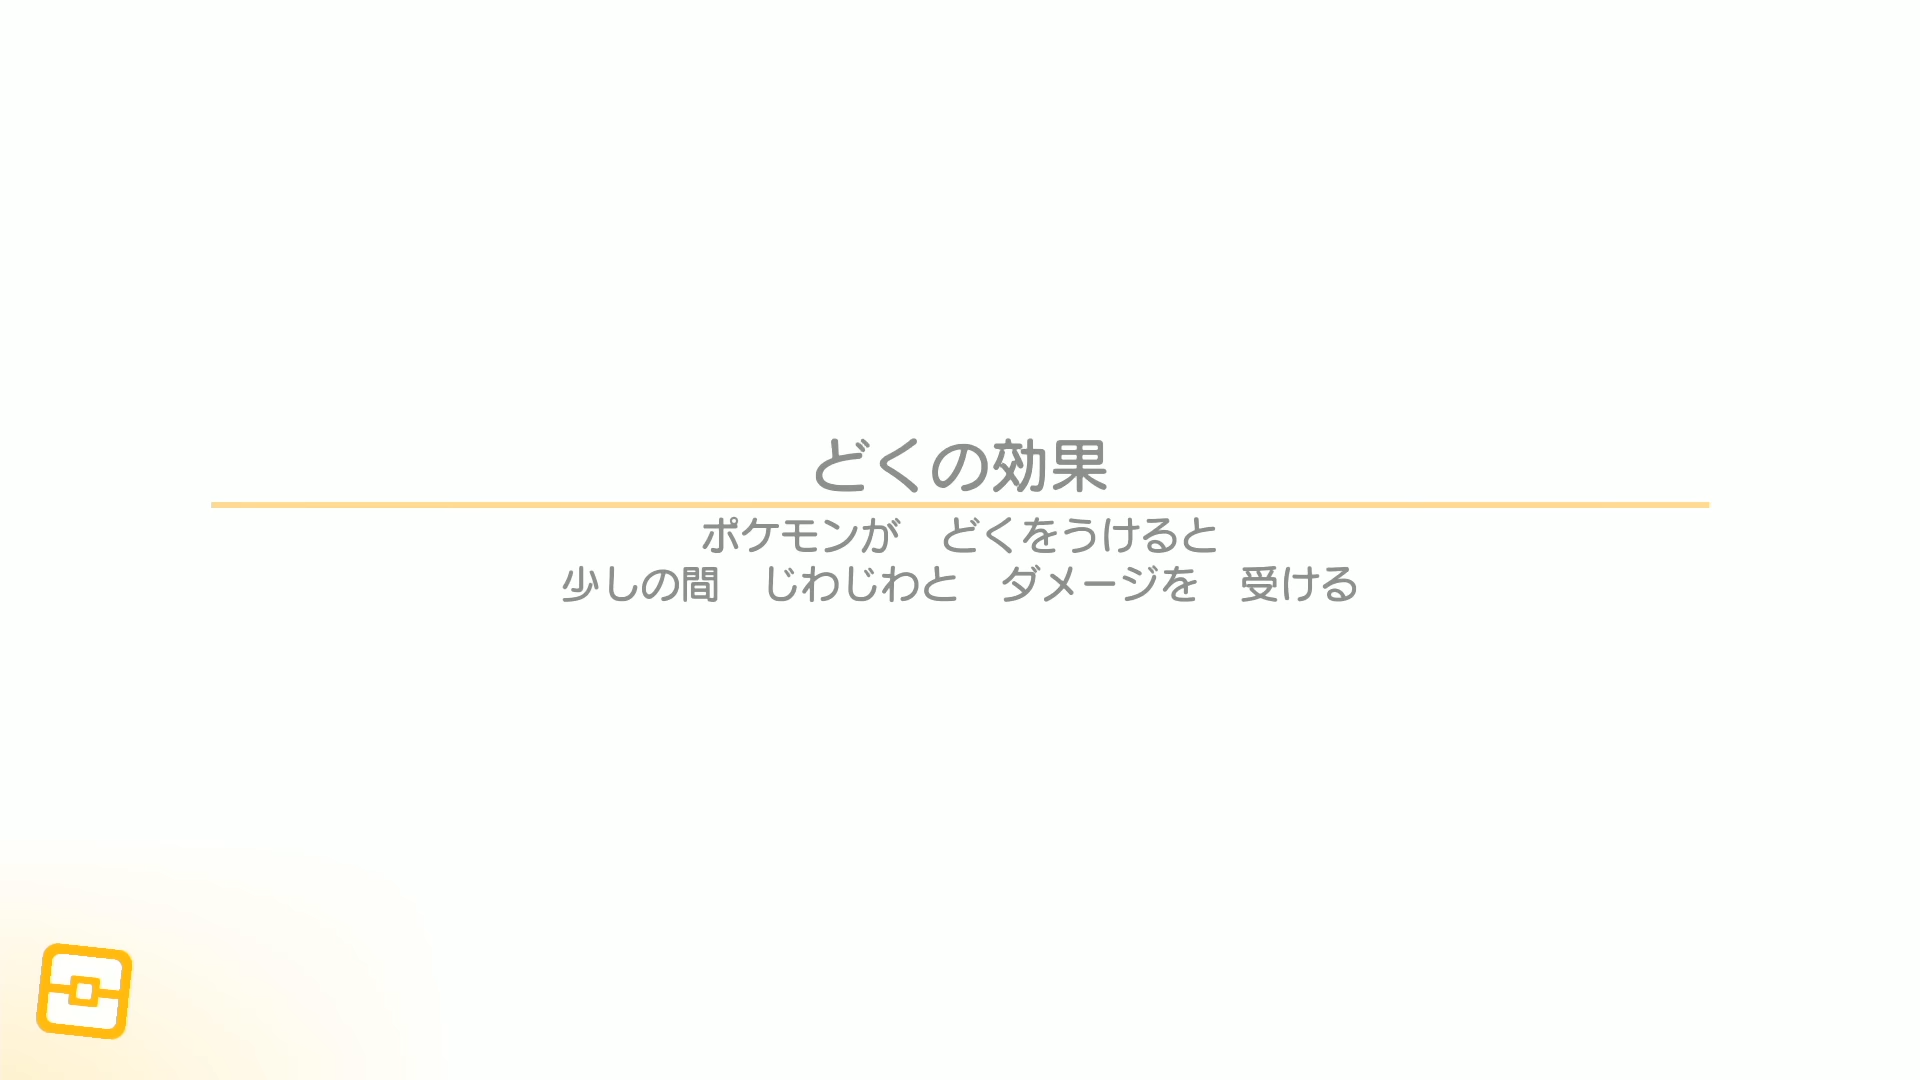 どくの効果
ポケモンが　どくをうけると
少しの間　じわじわと　ダメージを　受ける